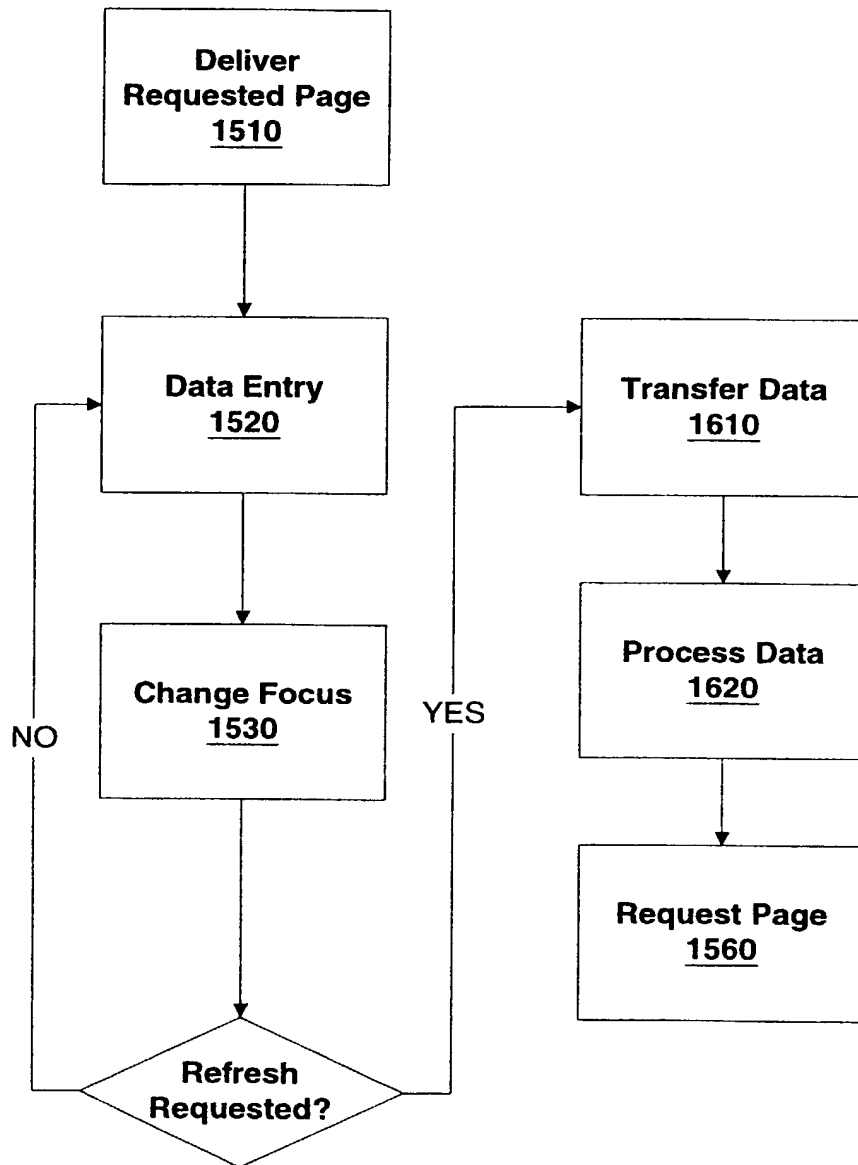 Deliver
Requested Page
1510
Data Entry
1520
Change Focus
1530
NO
Refresh
Requested?
YES
Transfer Data
1610
Process Data
1620
Request Page
1560